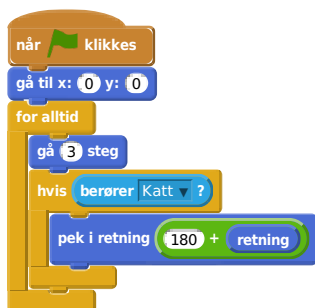 når klikkes
gå til x: 0 y: 0
for alltid
gå 3 steg
hvis berører Katt ?
pek i retning 180 + retning